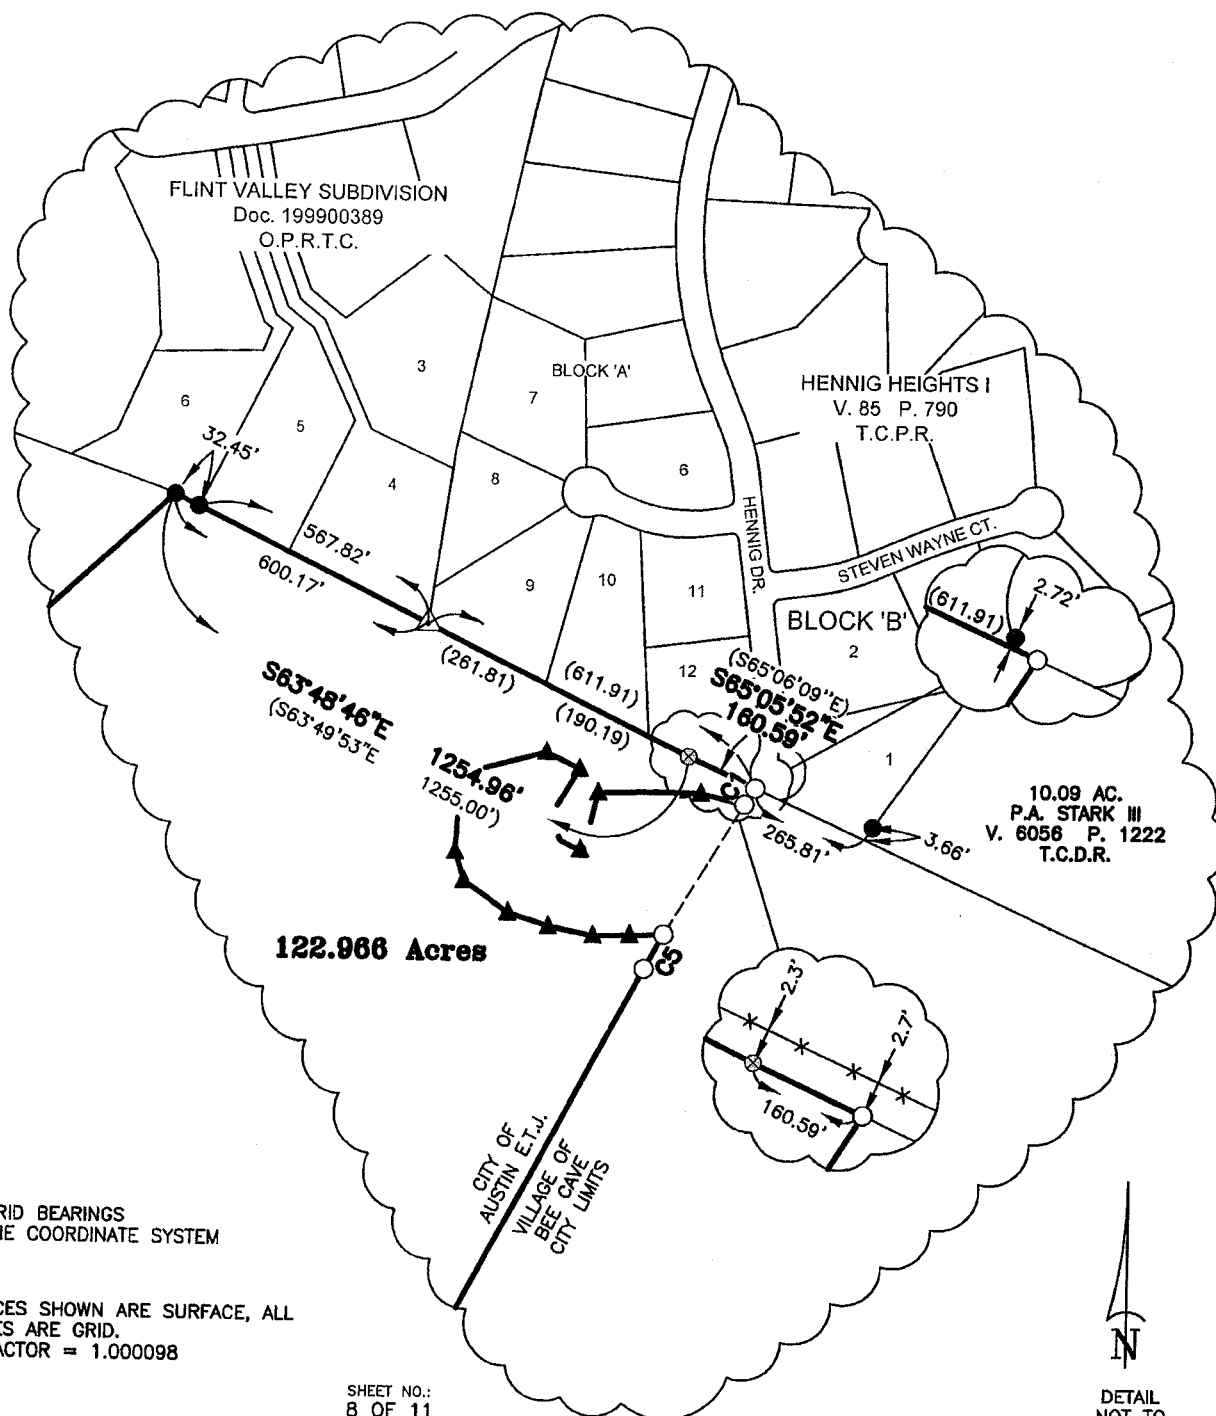 FLINT VALLEY SUBDIVISION
Doc. 199900389
O.P.R.T.C.
3
BLOCK 'A'
7
HENNIG HEIGHTS I
V. 85 P. 790
T.C.P.R.
6
5
32.45'
4
8
6
HENNIG DR.
STEVEN WAYNE CT.
567.82'
600.17'
9
10
11
BLOCK 'B'
2
(611.91)
2.72'
(261.81)
(611.91)
(190.19)
12
(S65°06'09"E)
S65°05'52"E
160.59'
S63°48'46"E
(S63°49'53"E
1254.96'
1255.00')
1
10.09 AC.
P.A. STARK III
V. 6056 P. 1222
T.C.D.R.
265.81'
3.66'
122.966 Acres
C5
2.3'
2.7'
160.59'
CITY OF
AUSTIN E.T.J.
VILLAGE OF
BEE CAVE
CITY LIMITS
RID BEARINGS
NE COORDINATE SYSTEM
CES SHOWN ARE SURFACE, ALL
ES ARE GRID.
ACTOR = 1.000098
SHEET NO.:
8 OF 11
N
DETAIL
NOT TO